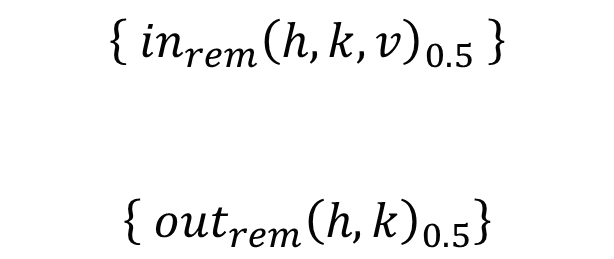 { in_rem(h, k, v)_0.5 }
{ out_rem(h, k)_0.5}